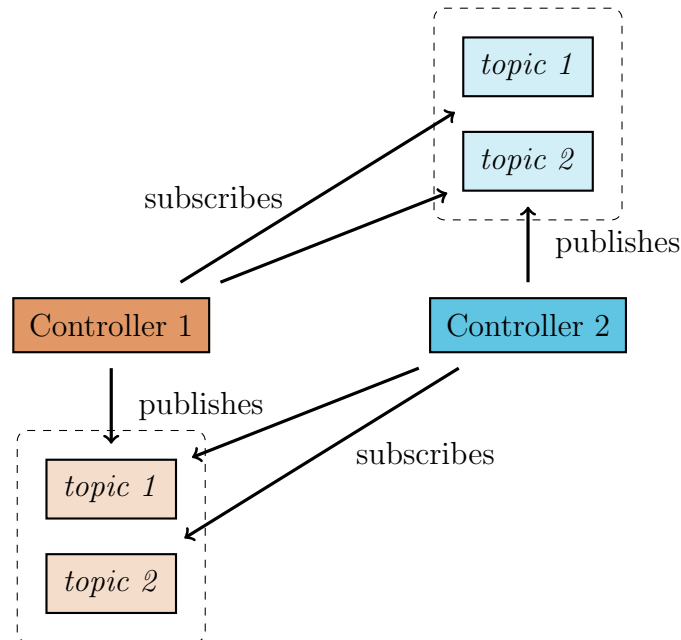 topic 1
topic 2
subscribes
publishes
Controller 1
Controller 2
publishes
subscribes
topic 1
topic 2